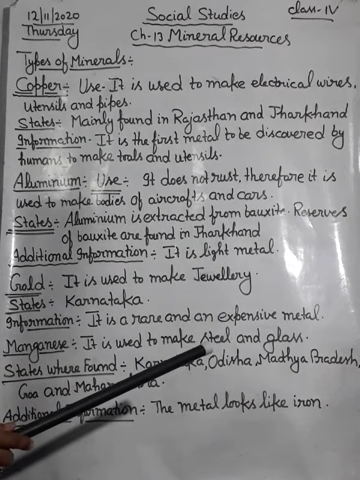 12/11/2020 Social Studies Class-IV
Thursday Ch-13 Mineral Resources
Types of Minerals:-
Copper:- Use- It is used to make electrical wires,
utensils and pipes.
States:- Mainly found in Rajasthan and Jharkhand
Information- It is the first metal to be discovered by
humans to make tools and utensils.
Aluminium:- Use:- It does not rust, therefore it is
used to make bodies of aircrafts and cars.
States:- Aluminium is extracted from bauxite. Reserves
of bauxite are found in Jharkhand
Additional Information:- It is light metal.
Gold:- It is used to make Jewellery.
States:- Karnataka.
Information:- It is a rare and an expensive metal.
Manganese:- It is used to make steel and glass.
States where Found:- Odisha, Madhya Pradesh,
Goa and
Additional The metal looks like iron.